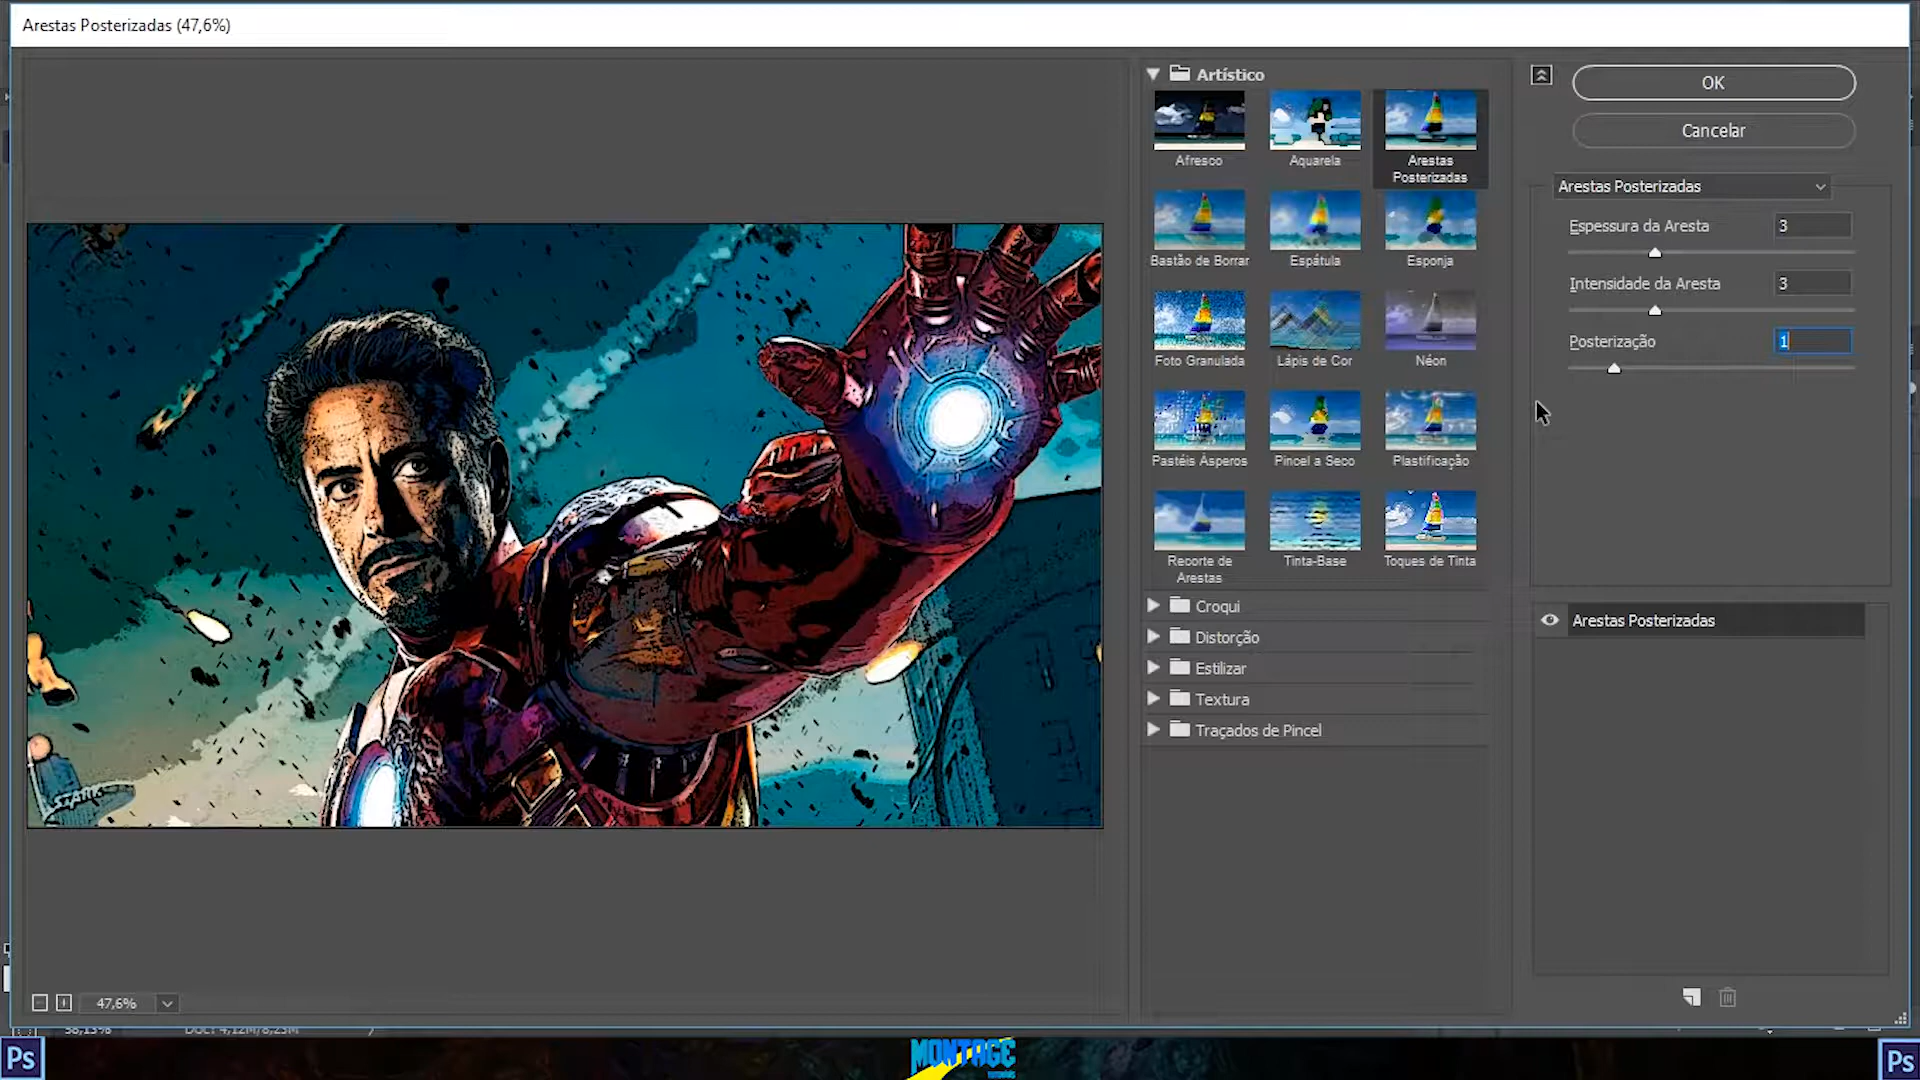 Arestas Posterizadas (47,6%)
Artístico
Afresco
Aquarela
Arestas
Posterizadas
Bastão de Borrar
Espátula
Esponja
Foto Granulada
Lápis de Cor
Néon
Pastéis Ásperos
Pincel a Seco
Plastificação
Recorte de
Arestas
Tinta-Base
Toques de Tinta
Croqui
Distorção
Estilizar
Textura
Traçados de Pincel
OK
Cancelar
Arestas Posterizadas
Espessura da Aresta 3
Intensidade da Aresta 3
Posterização 1
Arestas Posterizadas
STARK
47,6%
Ps
MONTAGE
Ps